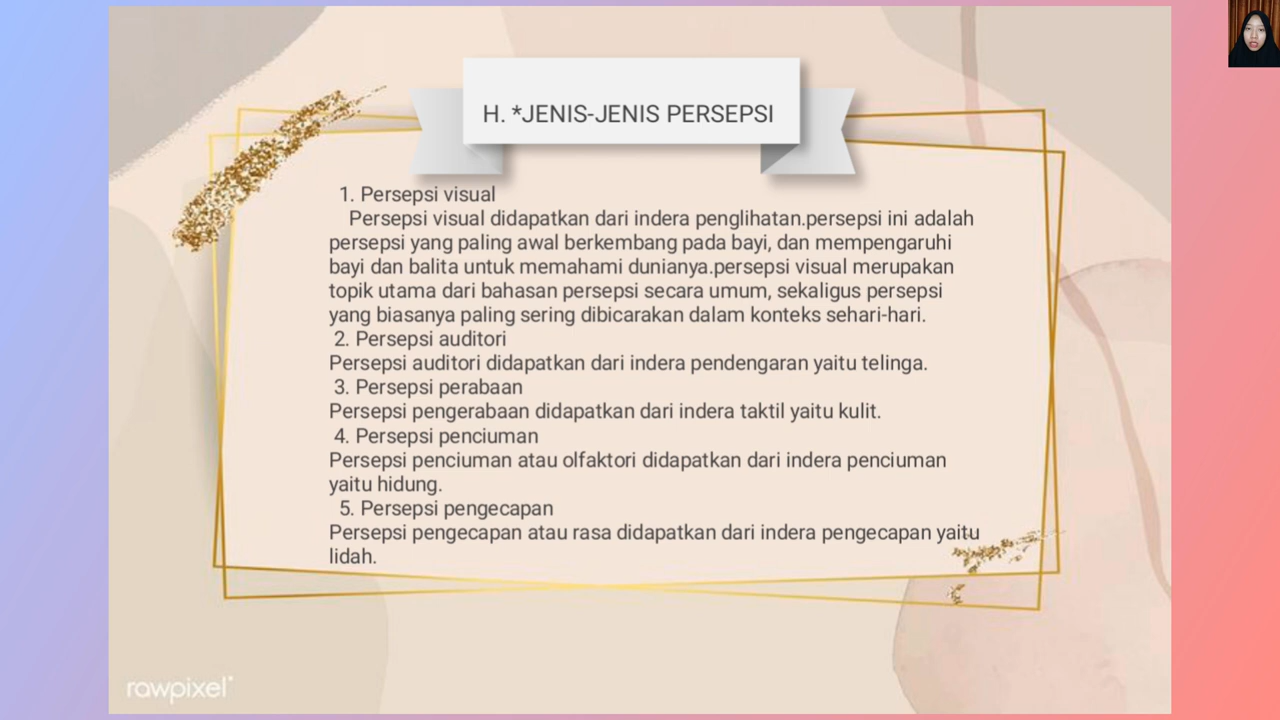 H. *JENIS-JENIS PERSEPSI
1. Persepsi visual
Persepsi visual didapatkan dari indera penglihatan.persepsi ini adalah
persepsi yang paling awal berkembang pada bayi, dan mempengaruhi
bayi dan balita untuk memahami dunianya.persepsi visual merupakan
topik utama dari bahasan persepsi secara umum, sekaligus persepsi
yang biasanya paling sering dibicarakan dalam konteks sehari-hari.
2. Persepsi auditori
Persepsi auditori didapatkan dari indera pendengaran yaitu telinga.
3. Persepsi perabaan
Persepsi pengerabaan didapatkan dari indera taktil yaitu kulit.
4. Persepsi penciuman
Persepsi penciuman atau olfaktori didapatkan dari indera penciuman
yaitu hidung.
5. Persepsi pengecapan
Persepsi pengecapan atau rasa didapatkan dari indera pengecapan yaitu
lidah.
rawpixel